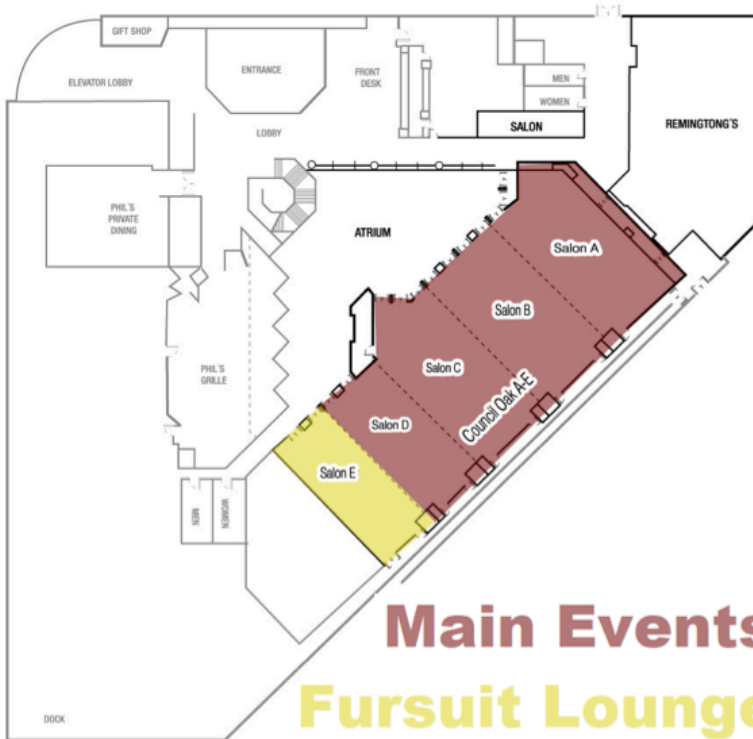 GIFT SHOP
ELEVATOR LOBBY
ENTRANCE
FRONT
DESK
MEN
WOMEN
SALON
REMINGTONG'S
LOBBY
PHIL'S
PRIVATE
DINING
ATRIUM
Salon A
Salon B
Salon C
PHIL'S
GRILLE
Council Oak A-E
Salon D
Salon E
MEN
WOMEN
Main Events
Fursuit Lounge
DOCK